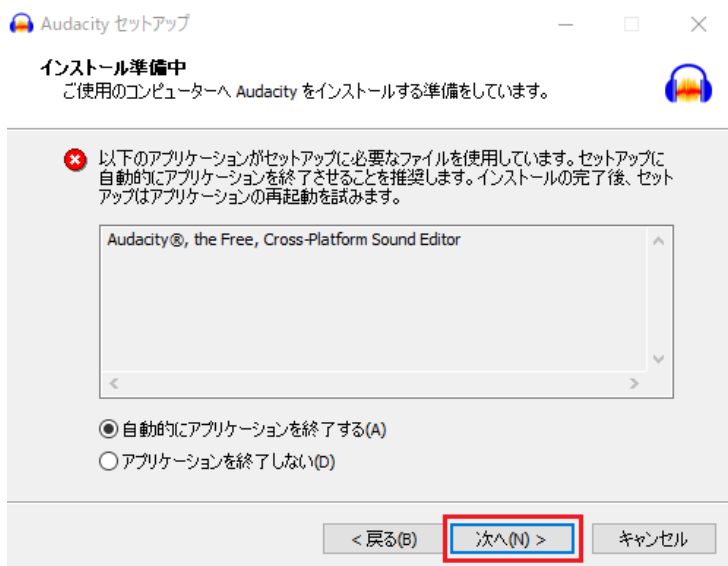 Audacity セットアップ
インストール準備中
ご使用のコンピューターへ Audacity をインストールする準備をしています。
以下のアプリケーションがセットアップに必要なファイルを使用しています。セットアップに
自動的にアプリケーションを終了させることを推奨します。インストールの完了後、セット
アップはアプリケーションの再起動を試みます。
Audacity®, the Free, Cross-Platform Sound Editor
自動的にアプリケーションを終了する(A)
アプリケーションを終了しない(D)
< 戻る(B) 次へ(N) > キャンセル